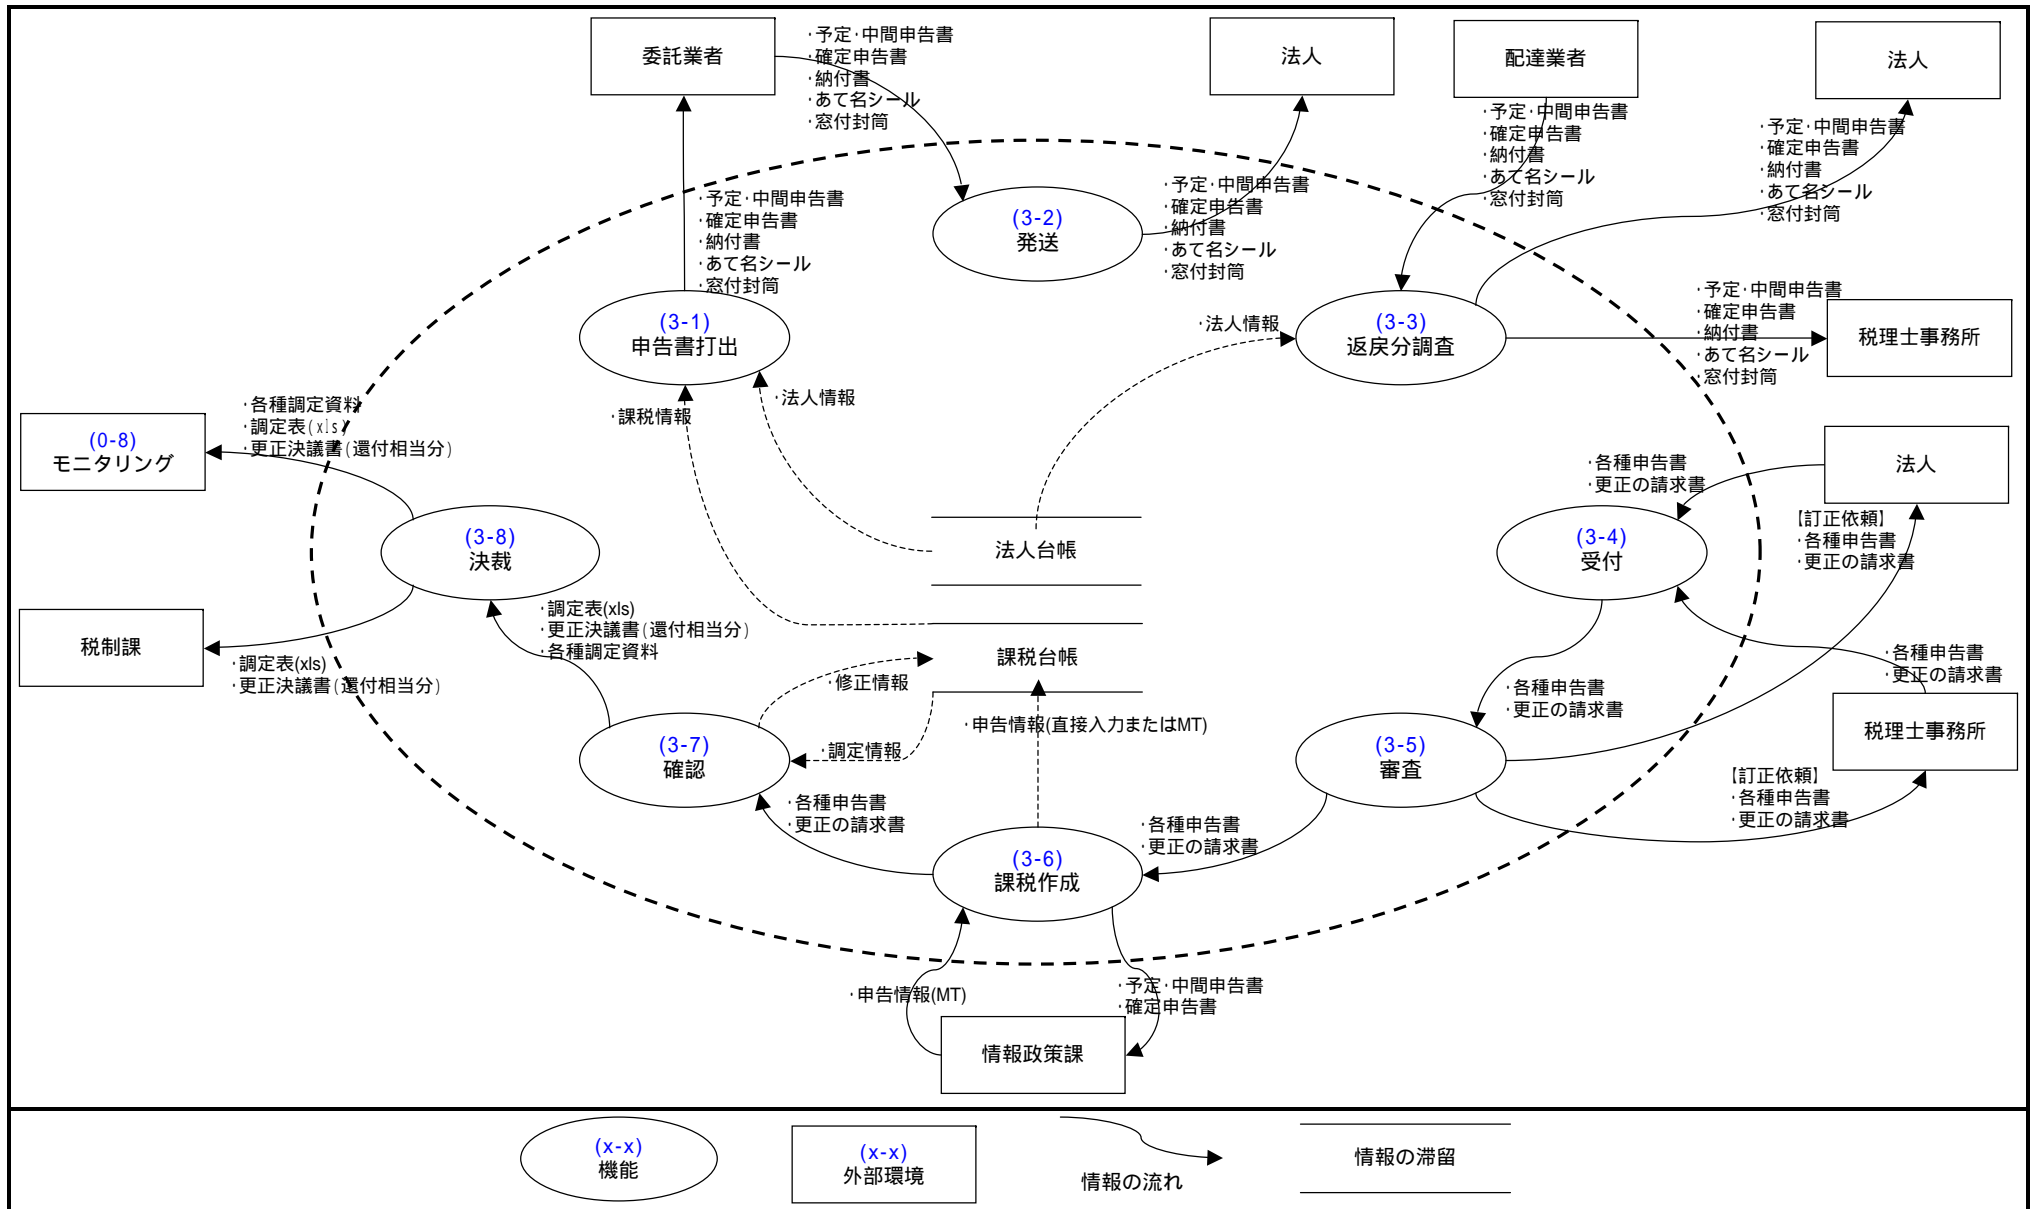 委託業者
・予定・中間申告書
・確定申告書
・納付書
・あて名シール
・窓付封筒
法人
配達業者
法人
・予定・中間申告書
・確定申告書
・納付書
・あて名シール
・窓付封筒
・予定・中間申告書
・確定申告書
・納付書
・あて名シール
・窓付封筒
・予定・中間申告書
・確定申告書
・納付書
・あて名シール
・窓付封筒
(3-2)
発送
・予定・中間申告書
・確定申告書
・納付書
・あて名シール
・窓付封筒
(3-1)
申告書打出
・法人情報
(3-3)
返戻分調査
・予定・中間申告書
・確定申告書
・納付書
・あて名シール
・窓付封筒
税理士事務所
・課税情報
・法人情報
(0-8)
モニタリング
・各種調定資料
・調定表(xls)
・更正決議書(還付相当分)
・各種申告書
・更正の請求書
法人
(3-8)
決裁
法人台帳
(3-4)
受付
【訂正依頼】
・各種申告書
・更正の請求書
税制課
・調定表(xls)
・更正決議書(還付相当分)
・調定表(xls)
・更正決議書(還付相当分)
・各種調定資料
課税台帳
・修正情報
・各種申告書
・更正の請求書
・各種申告書
・更正の請求書
・申告情報(直接入力またはMT)
(3-7)
確認
・調定情報
(3-5)
審査
税理士事務所
【訂正依頼】
・各種申告書
・更正の請求書
・各種申告書
・更正の請求書
・各種申告書
・更正の請求書
(3-6)
課税作成
・申告情報(MT)
・予定・中間申告書
・確定申告書
情報政策課
(x-x)
機能
(x-x)
外部環境
情報の流れ
情報の滞留